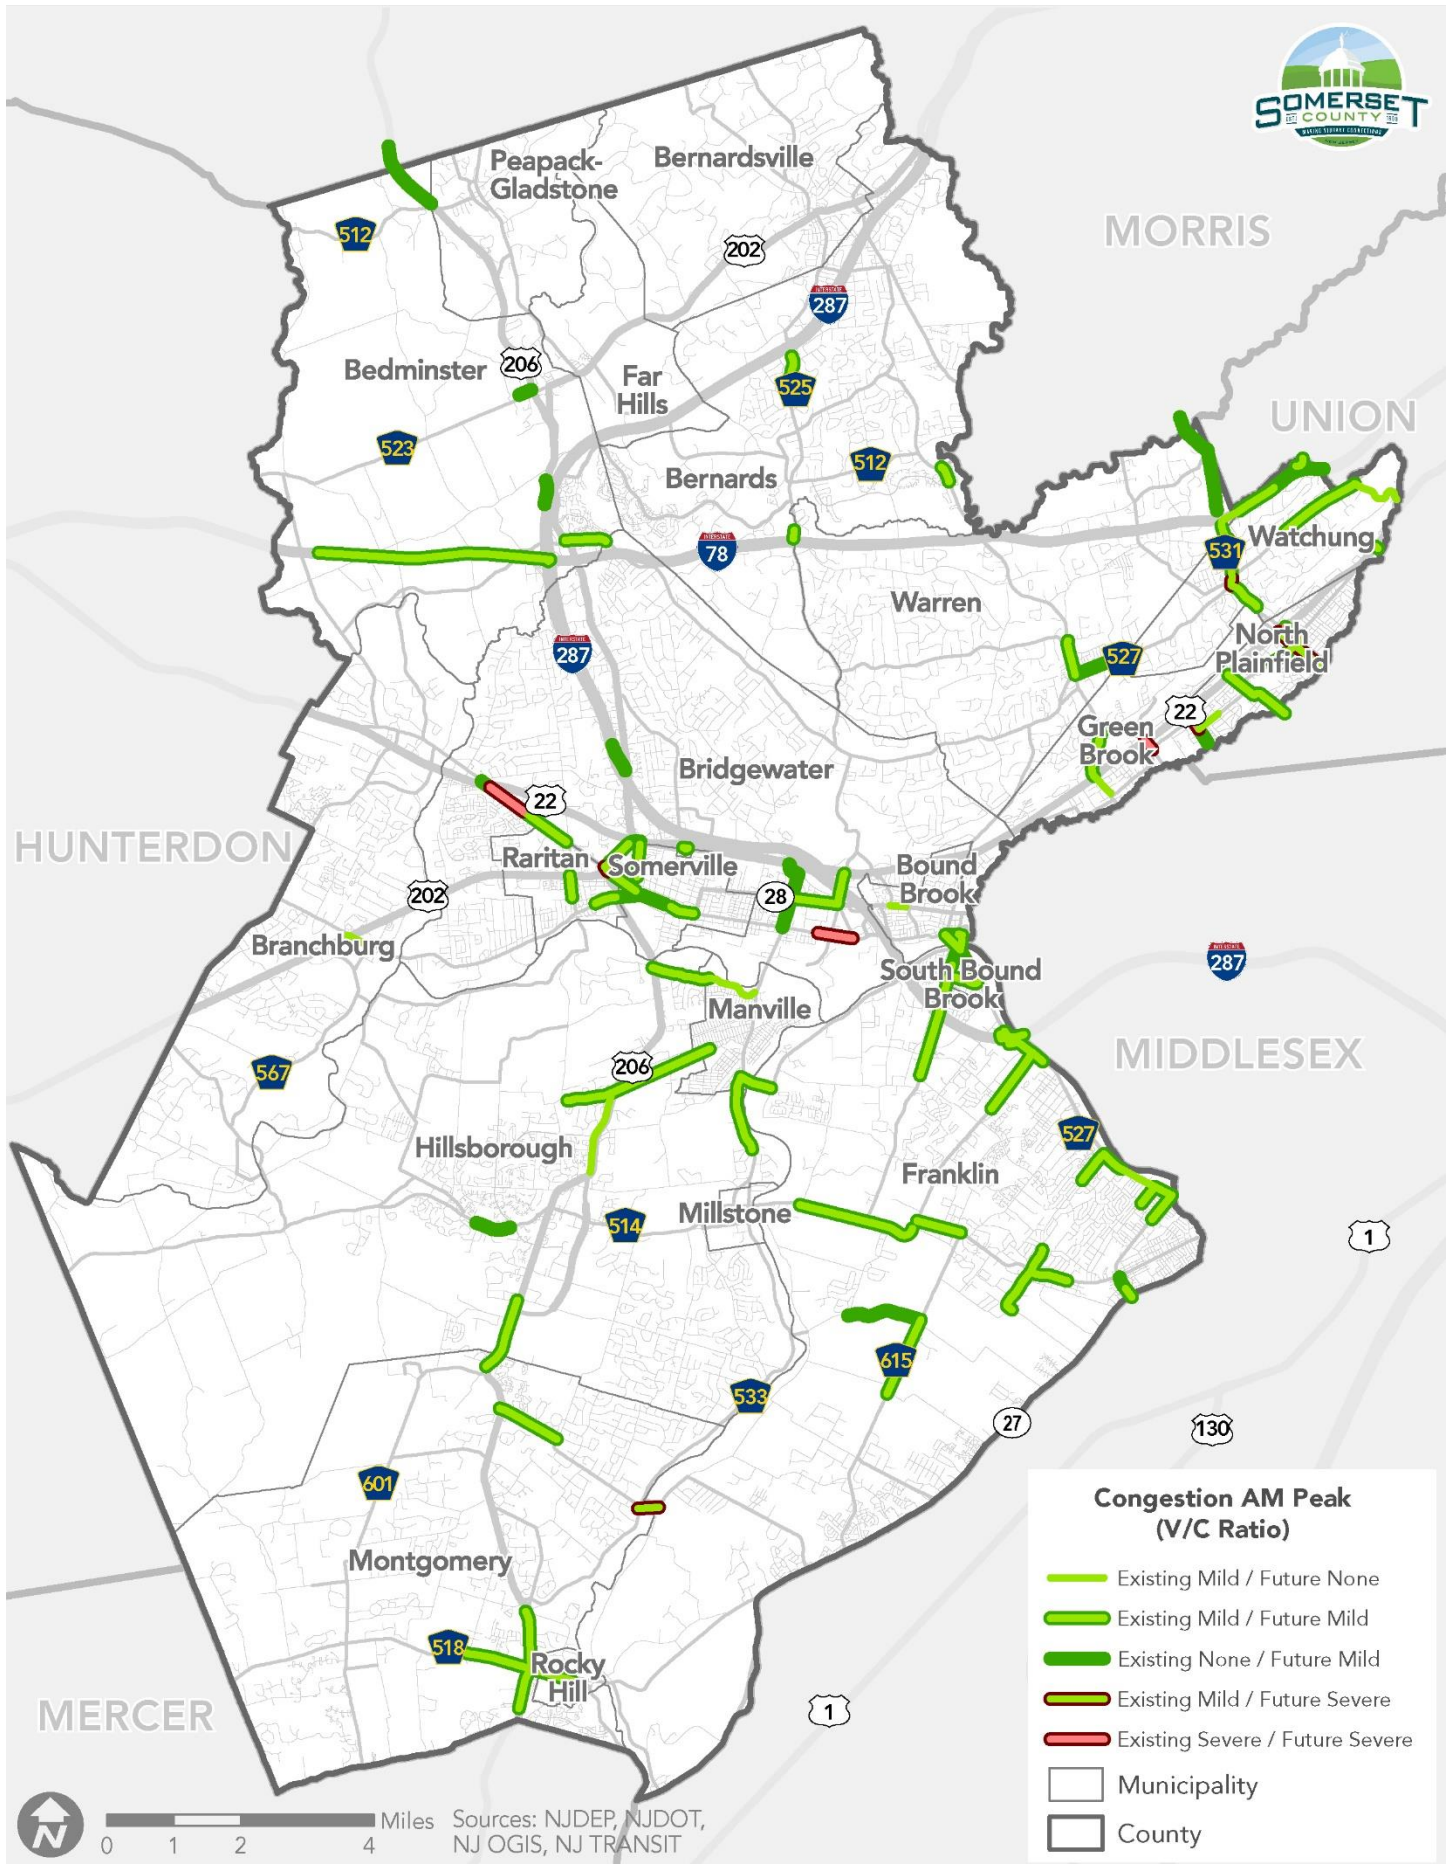 SOMERSET
COUNTY
Peapack-
Gladstone
Bernardsville
MORRIS
512
202
INTERSTATE
287
Bedminster
206
Far
Hills
525
UNION
523
512
Bernards
INTERSTATE
78
531
Watchung
Warren
INTERSTATE
287
527
North
Plainfield
22
Green
Brook
Bridgewater
22
HUNTERDON
Raritan
Somerville
Bound
Brook
202
28
Branchburg
INTERSTATE
287
South Bound
Brook
Manville
MIDDLESEX
206
567
527
Hillsborough
Franklin
Millstone
514
1
615
533
27
130
601
Montgomery
518
Rocky
Hill
MERCER
1
Congestion AM Peak
(V/C Ratio)
Existing Mild / Future None
Existing Mild / Future Mild
Existing None / Future Mild
Existing Mild / Future Severe
Existing Severe / Future Severe
Municipality
County
N
Miles
0 1 2 4
Sources: NJDEP, NJDOT,
NJ OGIS, NJ TRANSIT